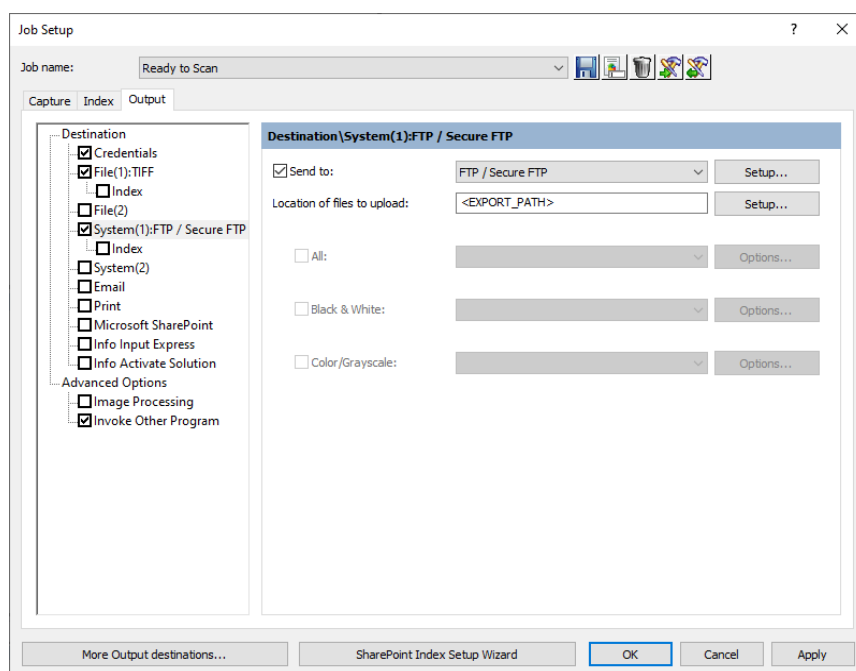 Job Setup
?
Job name:
Ready to Scan
Capture
Index
Output
Destination
Credentials
File(1):TIFF
Index
File(2)
System(1):FTP / Secure FTP
Index
System(2)
Email
Print
Microsoft SharePoint
Info Input Express
Info Activate Solution
Advanced Options
Image Processing
Invoke Other Program
Destination\System(1):FTP / Secure FTP
Send to:
FTP / Secure FTP
Setup...
Location of files to upload:
<EXPORT_PATH>
Setup...
All:
Options...
Black & White:
Options...
Color/Grayscale:
Options...
More Output destinations...
SharePoint Index Setup Wizard
OK
Cancel
Apply